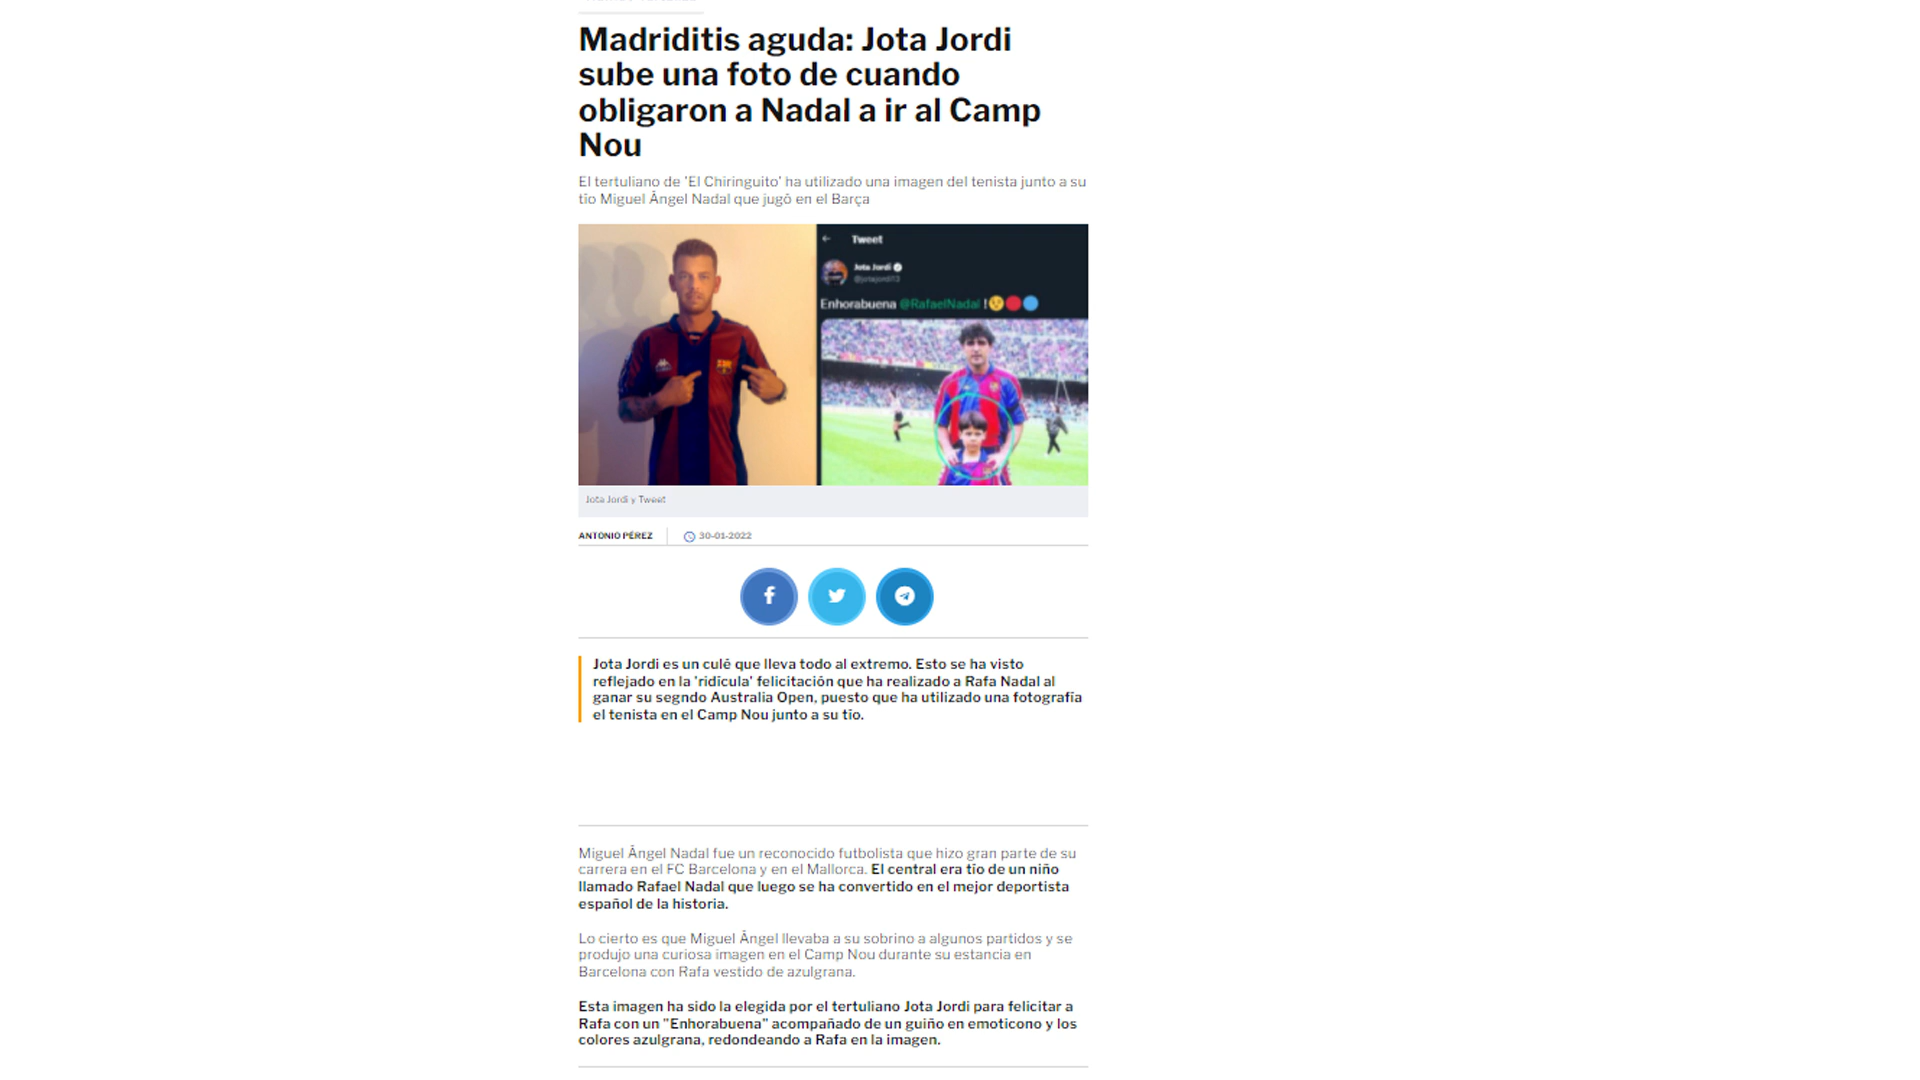 Madriditis aguda: Jota Jordi
sube una foto de cuando
obligaron a Nadal a ir al Camp
Nou
El tertuliano de 'El Chiringuito' ha utilizado una imagen del tenista junto a su
tío Miguel Ángel Nadal que jugó en el Barça
Tweet
Jota Jordi
@jotajordi13
Enhorabuena @RafaelNadal !
Jota Jordi y Tweet
ANTONIO PÉREZ
30-01-2022
Jota Jordi es un culé que lleva todo al extremo. Esto se ha visto
reflejado en la 'ridícula' felicitación que ha realizado a Rafa Nadal al
ganar su segndo Australia Open, puesto que ha utilizado una fotografía
el tenista en el Camp Nou junto a su tío.
Miguel Ángel Nadal fue un reconocido futbolista que hizo gran parte de su
carrera en el FC Barcelona y en el Mallorca. El central era tío de un niño
llamado Rafael Nadal que luego se ha convertido en el mejor deportista
español de la historia.
Lo cierto es que Miguel Ángel llevaba a su sobrino a algunos partidos y se
produjo una curiosa imagen en el Camp Nou durante su estancia en
Barcelona con Rafa vestido de azulgrana.
Esta imagen ha sido la elegida por el tertuliano Jota Jordi para felicitar a
Rafa con un "Enhorabuena" acompañado de un guiño en emoticono y los
colores azulgrana, redondeando a Rafa en la imagen.